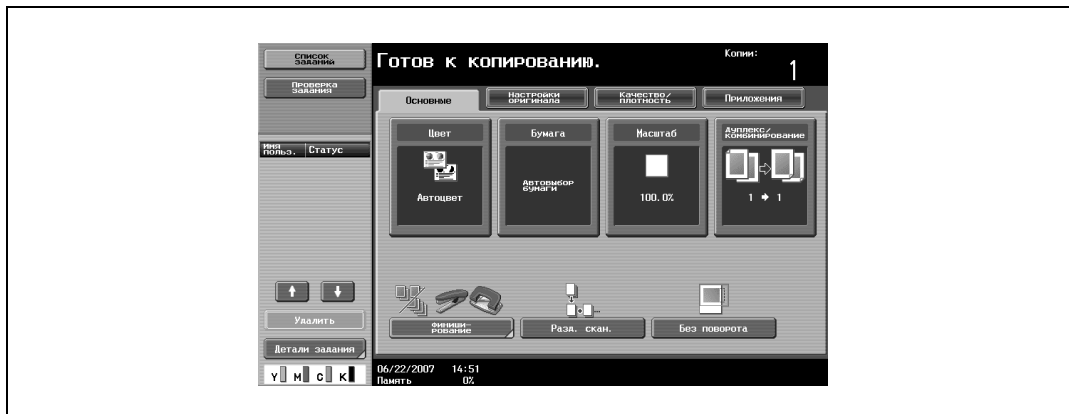 Список
заданий
Проверка
задания
Имя
польз.
Статус
Удалить
Детали задания
Y M C K
Готов к копированию.
Копии:
1
Основные
Настройки
оригинала
Качество/
плотность
Приложения
Цвет
Автоцвет
Бумага
Автовыбор
бумаги
Масштаб
100.0%
Дуплекс/
комбинирование
1 → 1
Финиши-
рование
Разд. скан.
Без поворота
06/22/2007 14:51
Память 0%